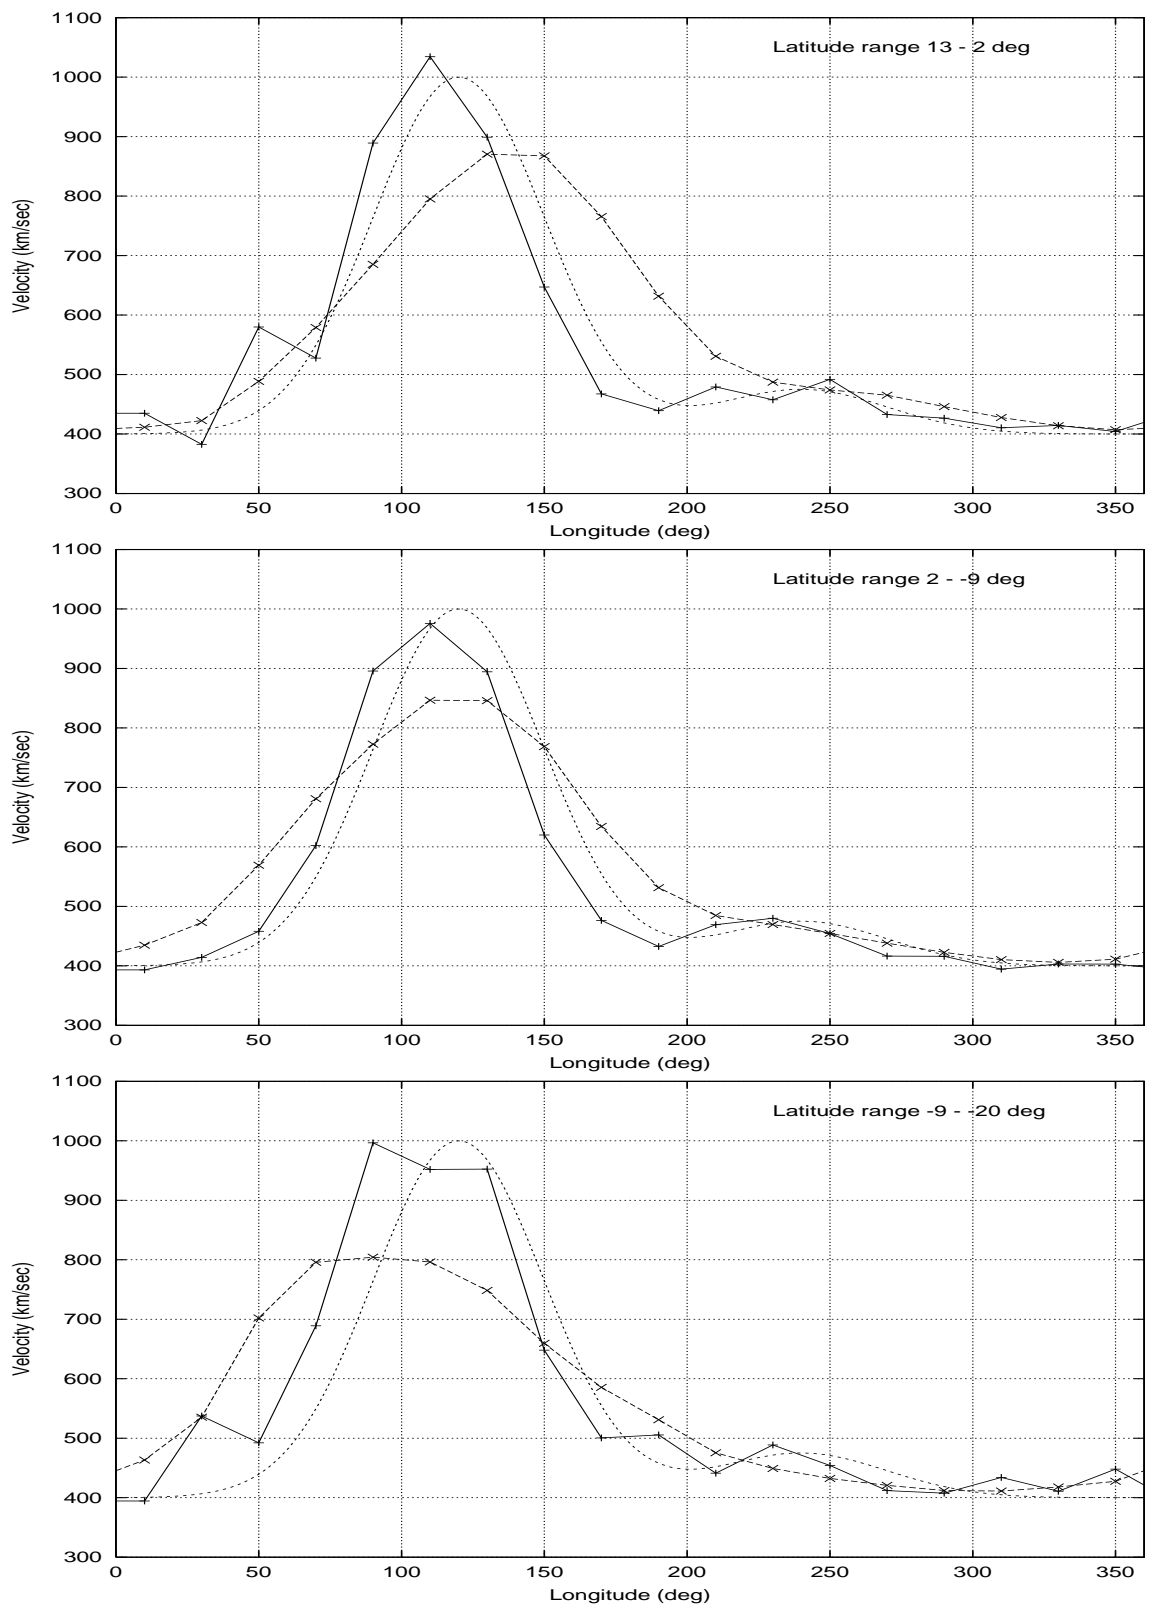 1100
Latitude range 13 - 2 deg
1000
900
800
700
600
500
400
300
Velocity (km/sec)
0 50 100 150 200 250 300 350
Longitude (deg)
1100
Latitude range 2 - -9 deg
1000
900
800
700
600
500
400
300
Velocity (km/sec)
0 50 100 150 200 250 300 350
Longitude (deg)
1100
Latitude range -9 - -20 deg
1000
900
800
700
600
500
400
300
Velocity (km/sec)
0 50 100 150 200 250 300 350
Longitude (deg)